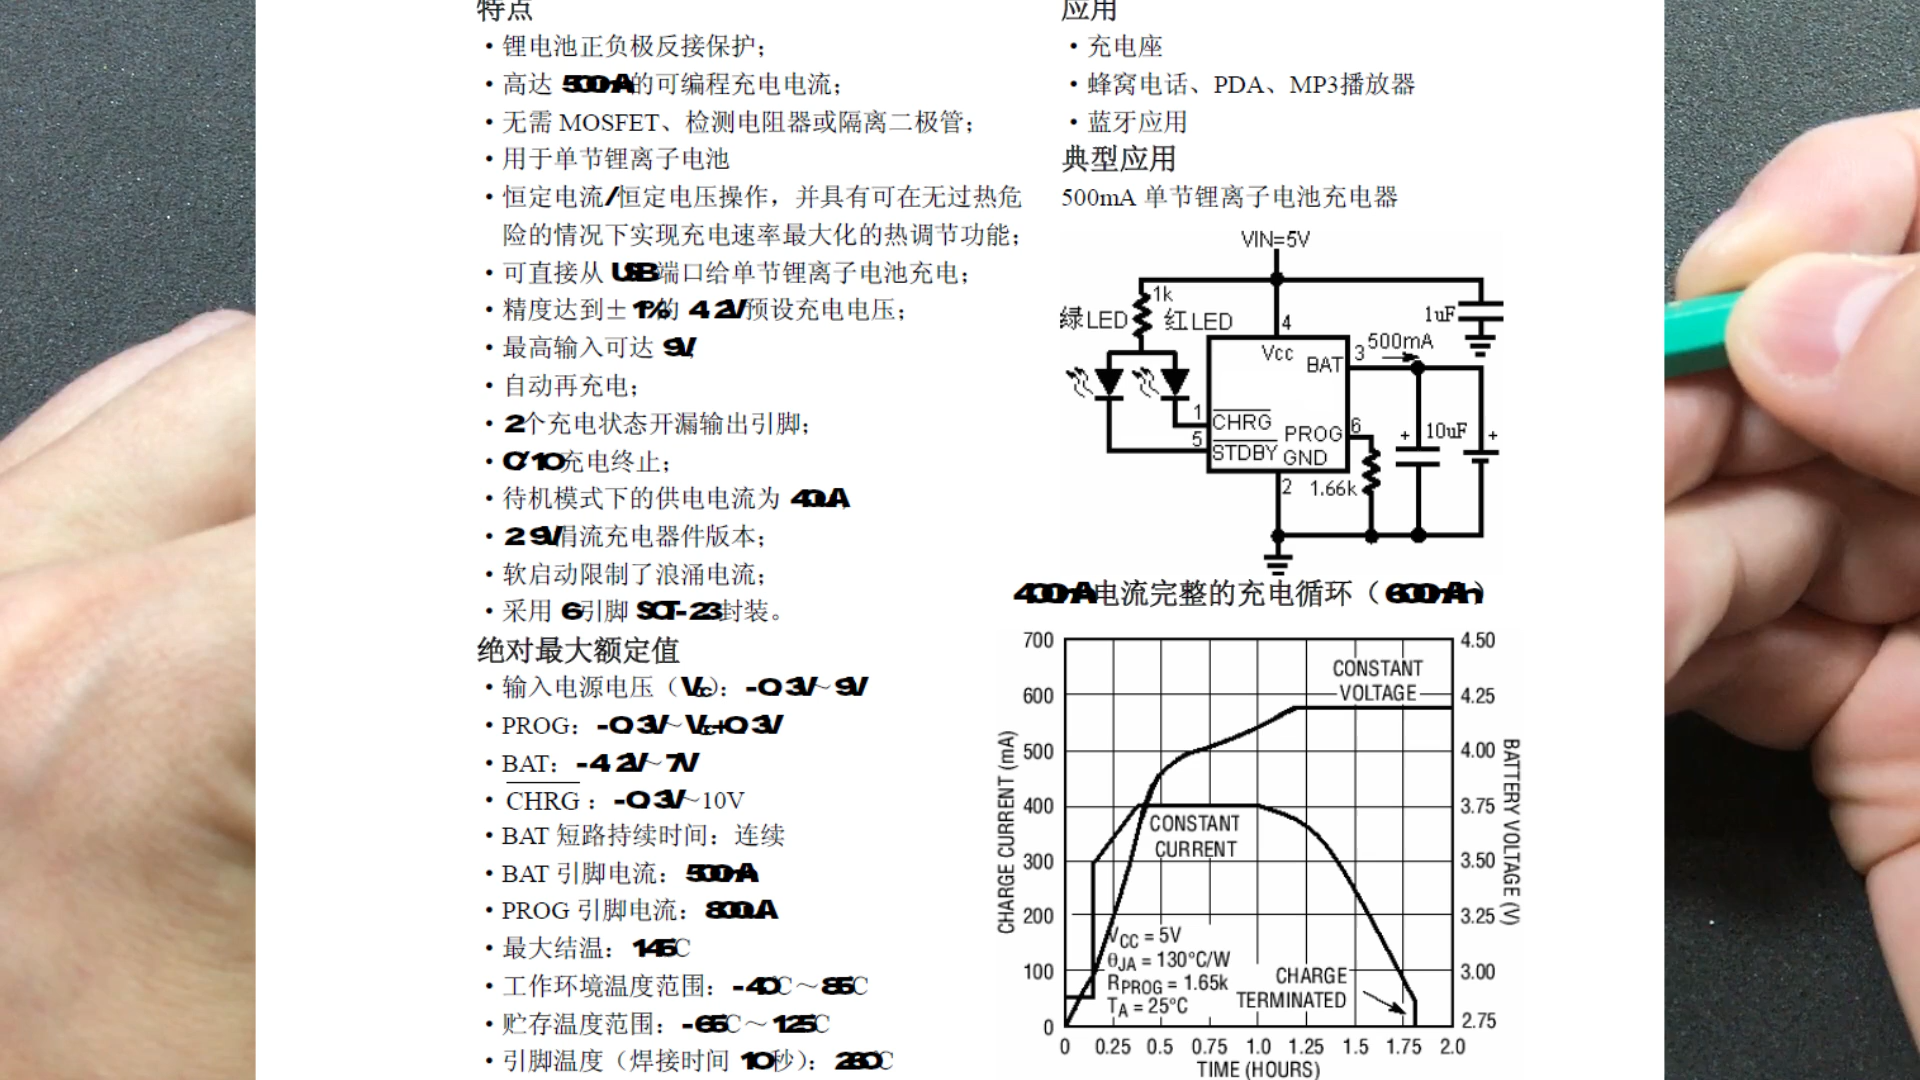 特点
·锂电池正负极反接保护；
·高达 500mA的可编程充电电流；
·无需 MOSFET、检测电阻器或隔离二极管；
·用于单节锂离子电池
·恒定电流/恒定电压操作，并具有可在无过热危
险的情况下实现充电速率最大化的热调节功能；
·可直接从 USB端口给单节锂离子电池充电；
·精度达到±1%的 4.2V预设充电电压；
·最高输入可达 9V;
·自动再充电；
·2个充电状态开漏输出引脚；
·C/10充电终止；
·待机模式下的供电电流为 40uA;
·2.9V涓流充电器件版本；
·软启动限制了浪涌电流；
·采用 6引脚 SOT-23封装。
绝对最大额定值
·输入电源电压（Vcc）：-0.3V～9V
·PROG：-0.3V～Vcc+0.3V
·BAT：-4.2V～7V
·CHRG：-0.3V～10V
·BAT 短路持续时间：连续
·BAT 引脚电流：500mA
·PROG 引脚电流：800uA
·最大结温：145℃
·工作环境温度范围：-40℃～85℃
·贮存温度范围：-65℃～125℃
·引脚温度（焊接时间 10秒）：260℃
应用
·充电座
·蜂窝电话、PDA、MP3播放器
·蓝牙应用
典型应用
500mA 单节锂离子电池充电器
VIN=5V
1k
绿LED
红LED
4
1uF
Vcc
BAT
3
500mA
1
CHRG
5
STDBY
PROG
6
GND
+
10uF
+
2
1.66k
400mA电流完整的充电循环（600mAh）
700
600
500
400
300
200
100
0
CHARGE CURRENT (mA)
CONSTANT
VOLTAGE
CONSTANT
CURRENT
VCC = 5V
θJA = 130°C/W
RPROG = 1.65k
TA = 25°C
CHARGE
TERMINATED
4.50
4.25
4.00
3.75
3.50
3.25
3.00
2.75
BATTERY VOLTAGE (V)
0 0.25 0.5 0.75 1.0 1.25 1.5 1.75 2.0
TIME (HOURS)